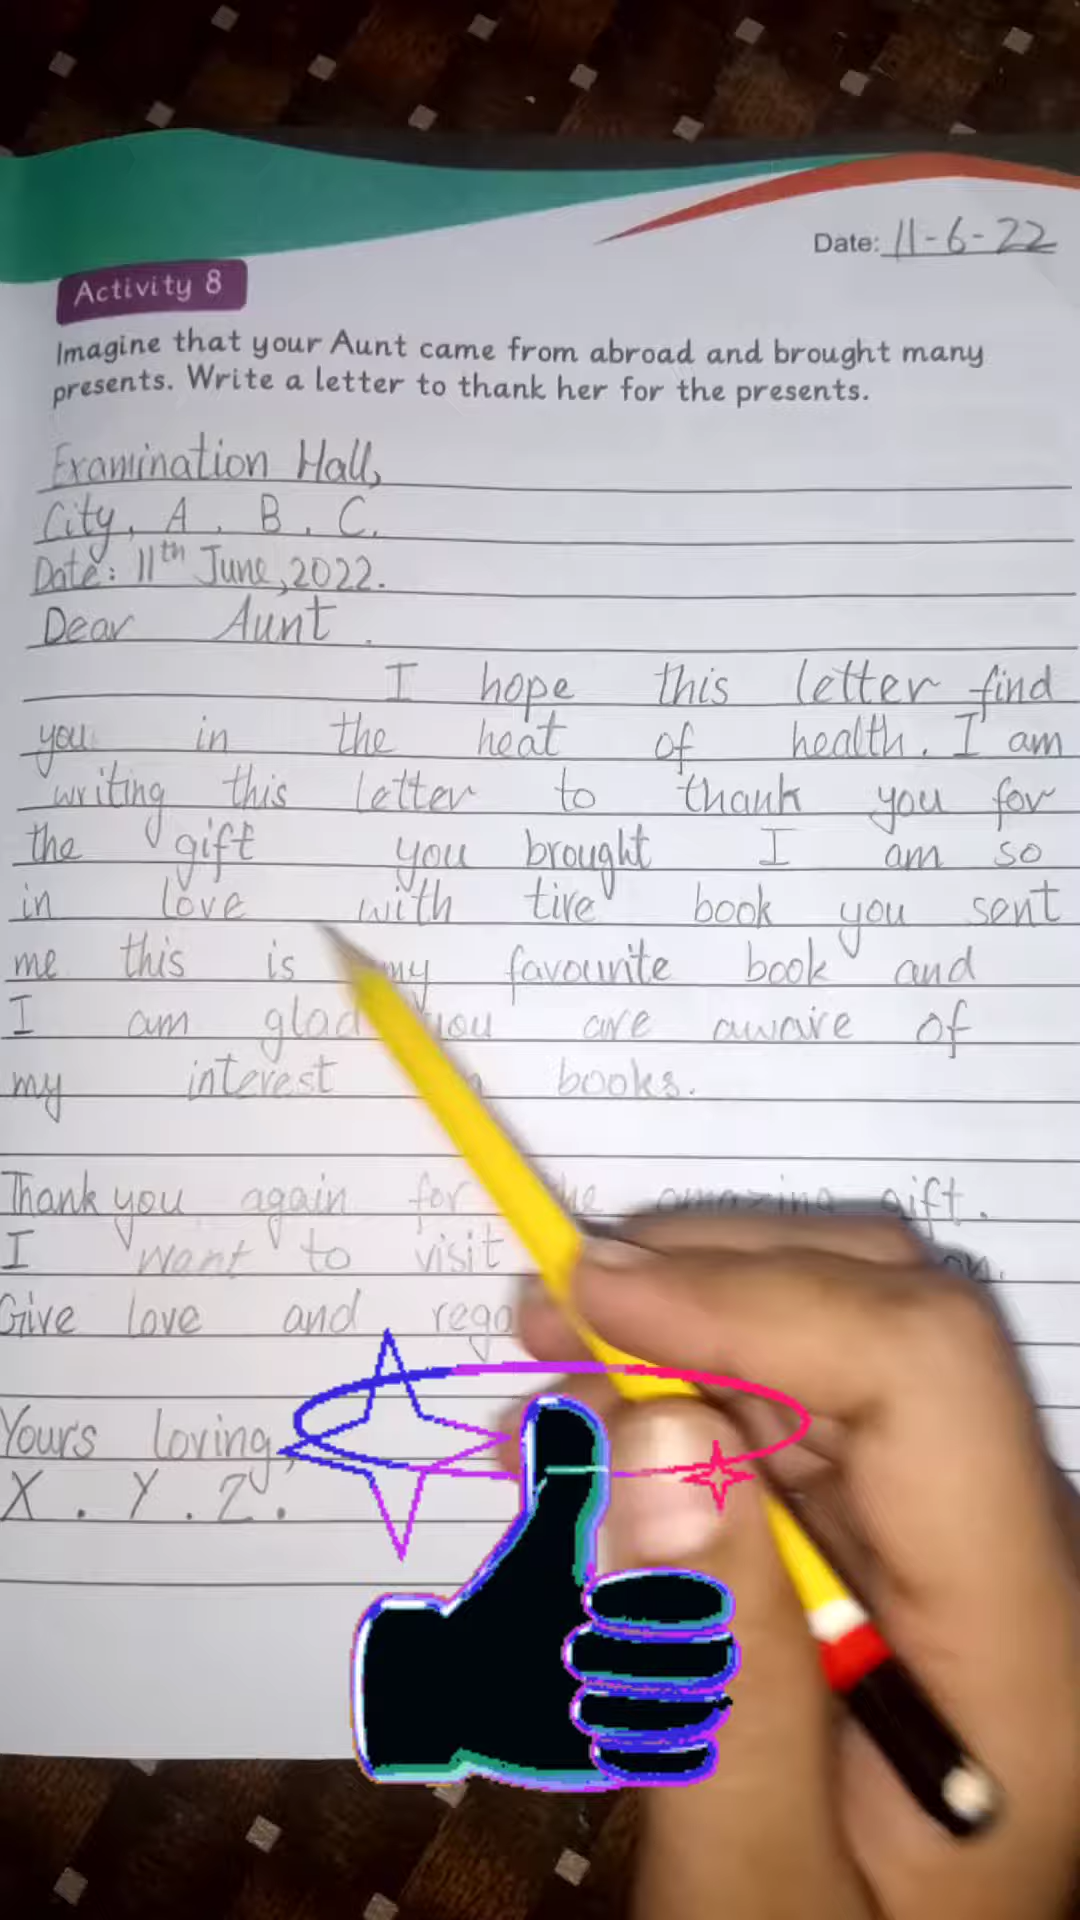 Date: 11-6-22
Activity 8
Imagine that your Aunt came from abroad and brought many
presents. Write a letter to thank her for the presents.
Examination Hall,
City, A . B . C.
Date: 11th June, 2022.
Dear Aunt .
I hope this letter find
you in the heat of health. I am
writing this letter to thank you for
the gift you brought I am so
in love with tire book you sent
me this is my favourite book and
I am glad you are aware of
my interest books.
Thank you again for the amazing gift.
I want to visit
Give love and
Yours loving,
X . Y . Z .